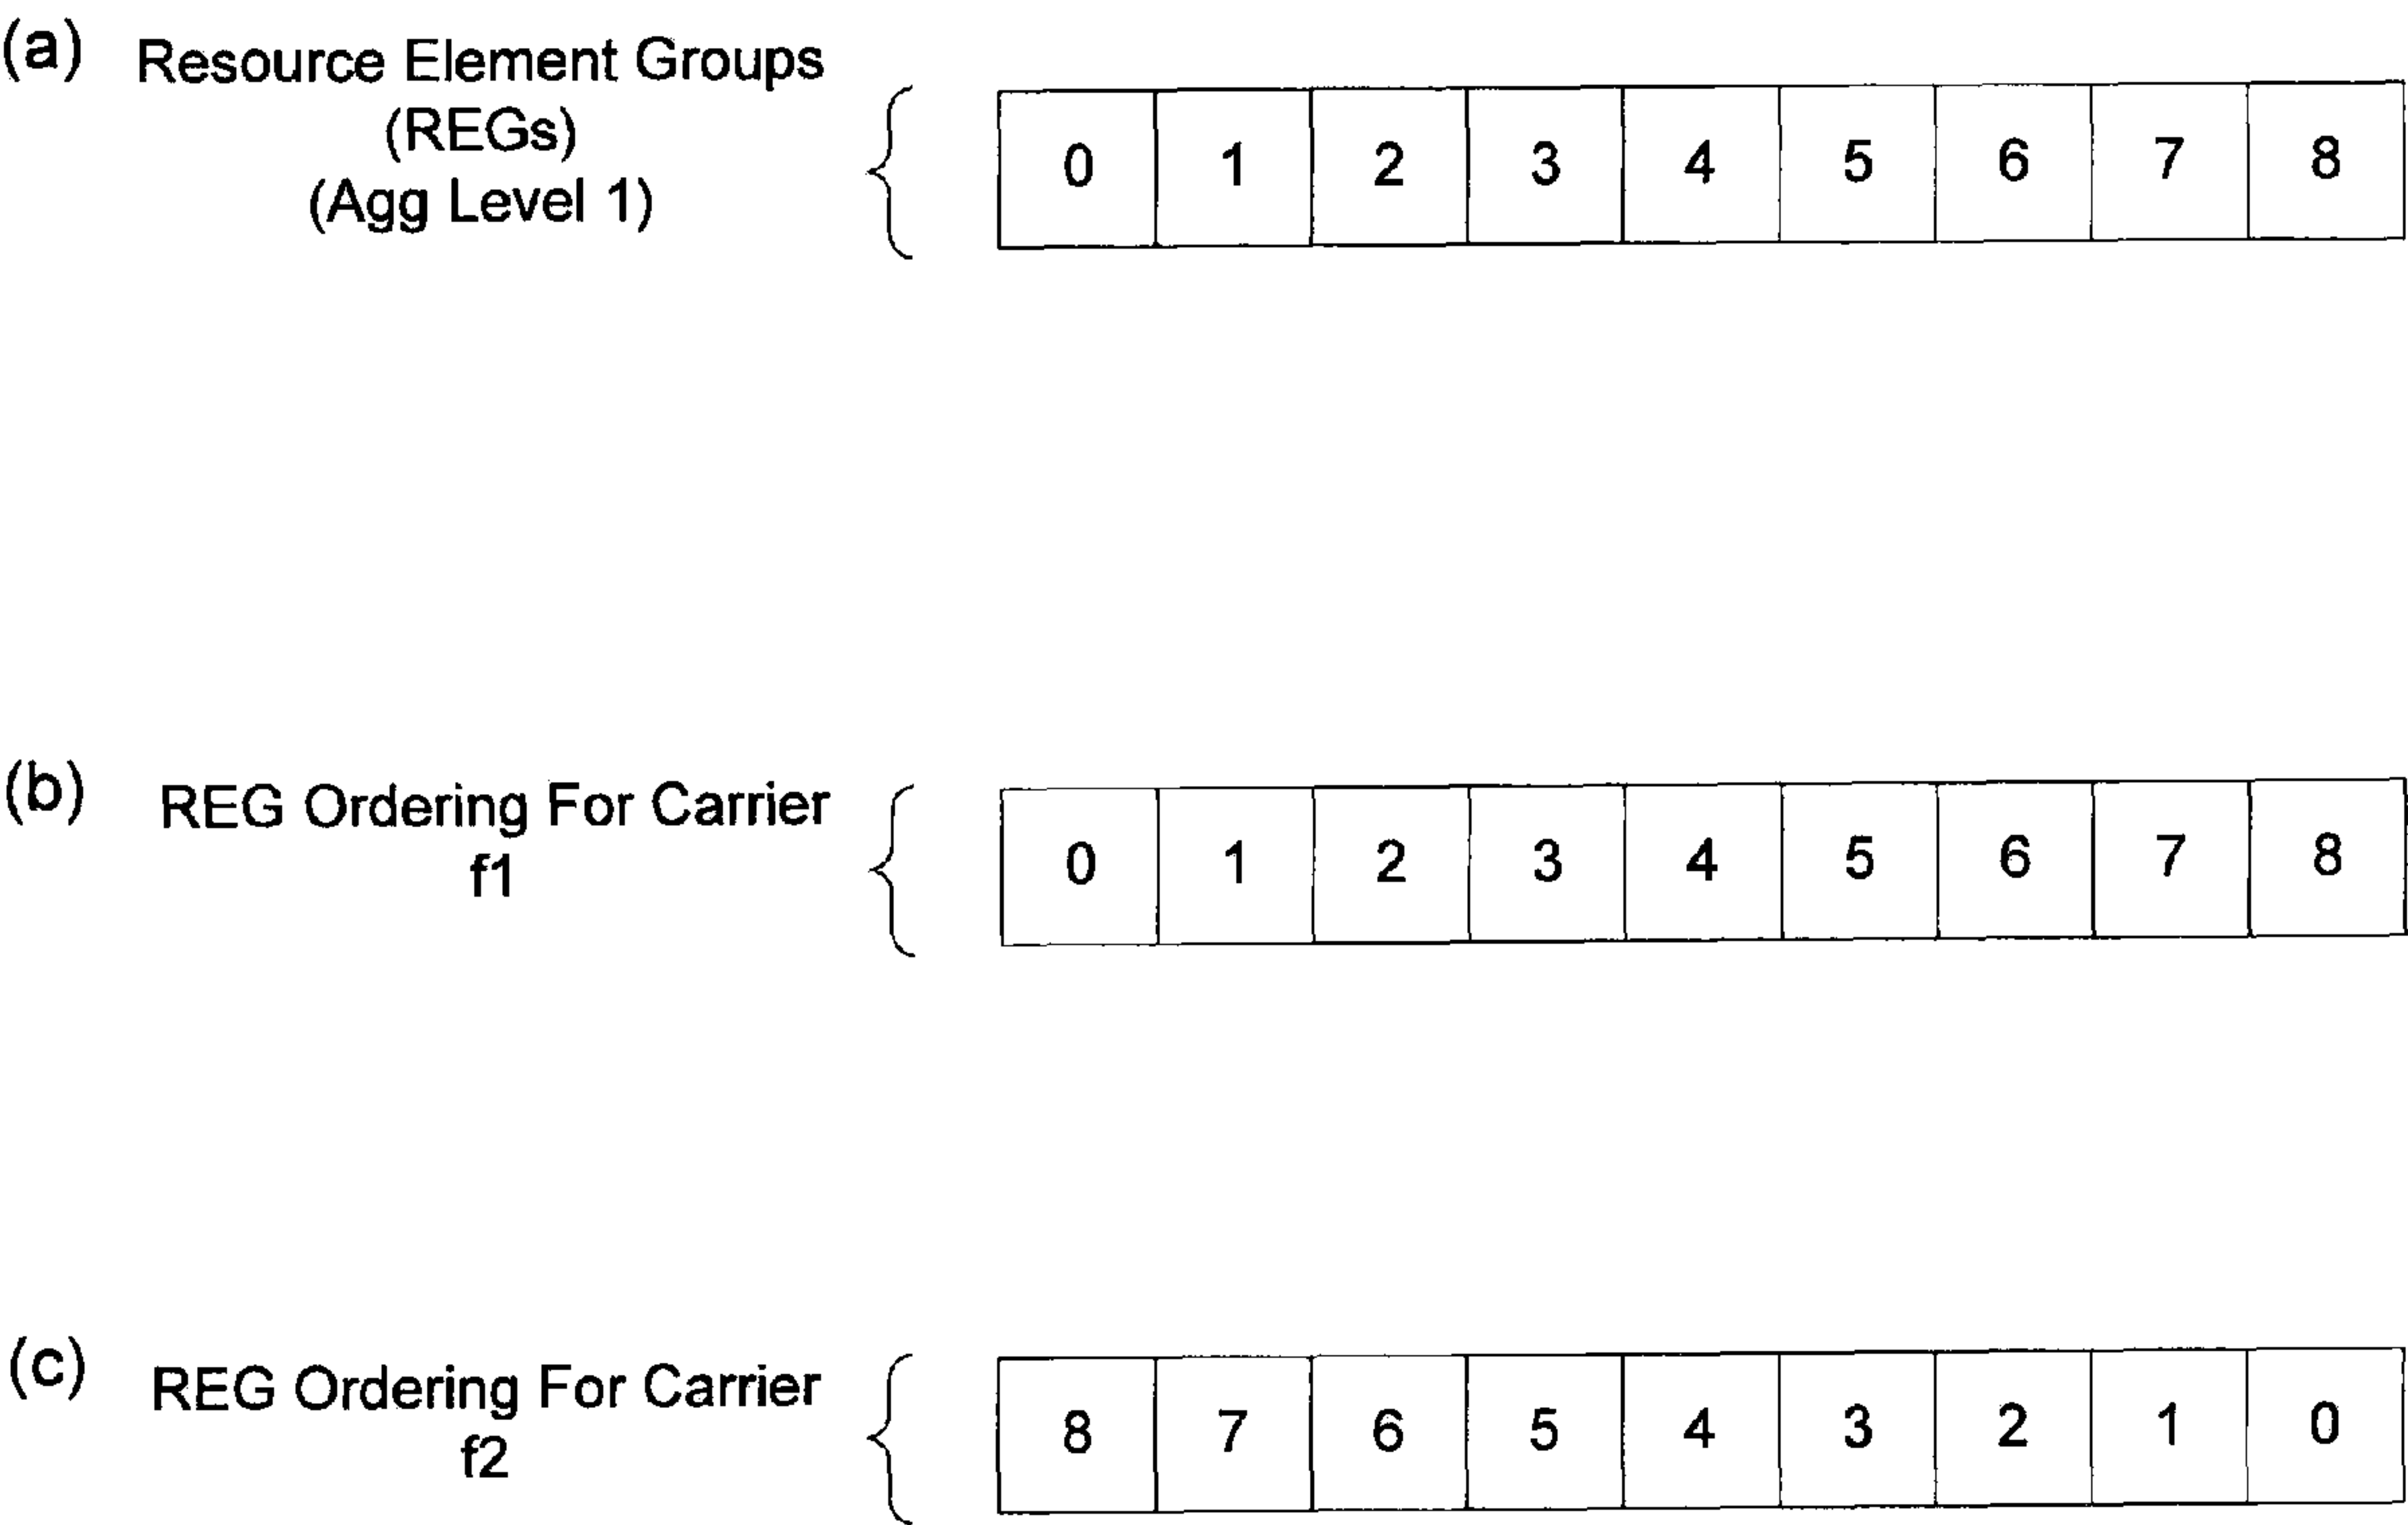 (a) Resource Element Groups
(REGs)
(Agg Level 1)
0 1 2 3 4 5 6 7 8
(b) REG Ordering For Carrier
f1
0 1 2 3 4 5 6 7 8
(c) REG Ordering For Carrier
f2
8 7 6 5 4 3 2 1 0